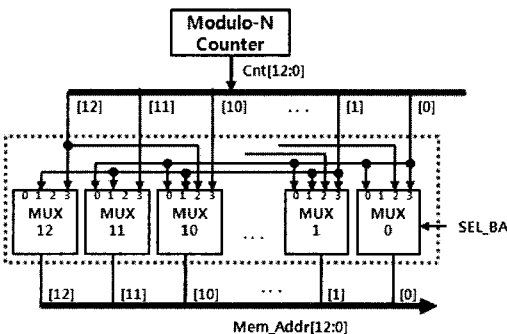 Modulo-N
Counter
Cnt[12:0]
[12] [11] [10] ... [1] [0]
0 1 2 3 0 1 2 3 0 1 2 3 0 1 2 3 0 1 2 3
MUX MUX MUX MUX MUX
12 11 10 ... 1 0
SEL_BA
[12] [11] [10] ... [1] [0]
Mem_Addr[12:0]